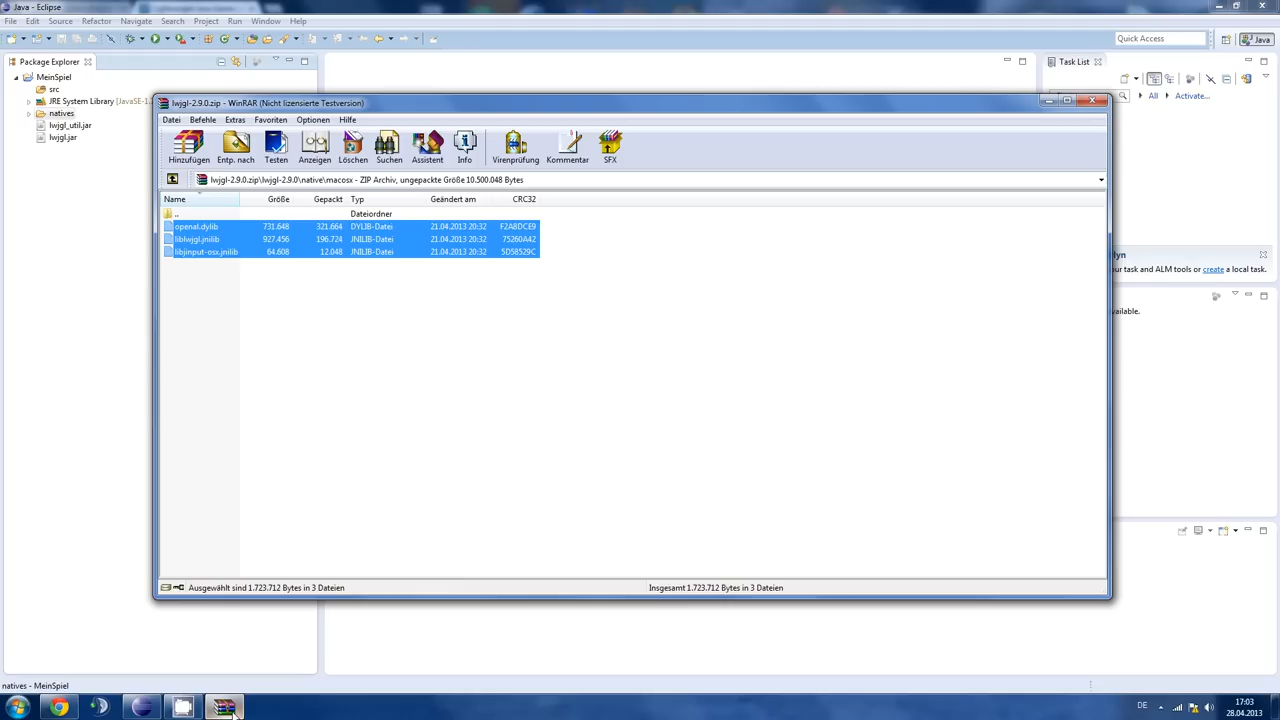 Java - Eclipse
File Edit Source Refactor Navigate Search Project Run Window Help
Quick Access
Java
Package Explorer
MeinSpiel
src
JRE System Library [JavaSE-1.
natives
lwjgl_util.jar
lwjgl.jar
Task List
All
Activate...
lwjgl-2.9.0.zip - WinRAR (Nicht lizensierte Testversion)
Datei Befehle Extras Favoriten Optionen Hilfe
Hinzufügen Entp. nach Testen Anzeigen Löschen Suchen Assistent Info Virenprüfung Kommentar SFX
lwjgl-2.9.0.zip\lwjgl-2.9.0\native\macosx - ZIP Archiv, ungepackte Größe 10.500.048 Bytes
Name Größe Gepackt Typ Geändert am CRC32
.. Dateiordner
openal.dylib 731.648 321.664 DYLIB-Datei 21.04.2013 20:32 F2A8DCE9
liblwjgl.jnilib 927.456 196.724 JNILIB-Datei 21.04.2013 20:32 75260A42
libjinput-osx.jnilib 64.608 12.048 JNILIB-Datei 21.04.2013 20:32 5D58529C
lyn
your task and ALM tools or create a local task.
vailable.
Ausgewählt sind 1.723.712 Bytes in 3 Dateien
Insgesamt 1.723.712 Bytes in 3 Dateien
natives - MeinSpiel
DE
17:03
28.04.2013